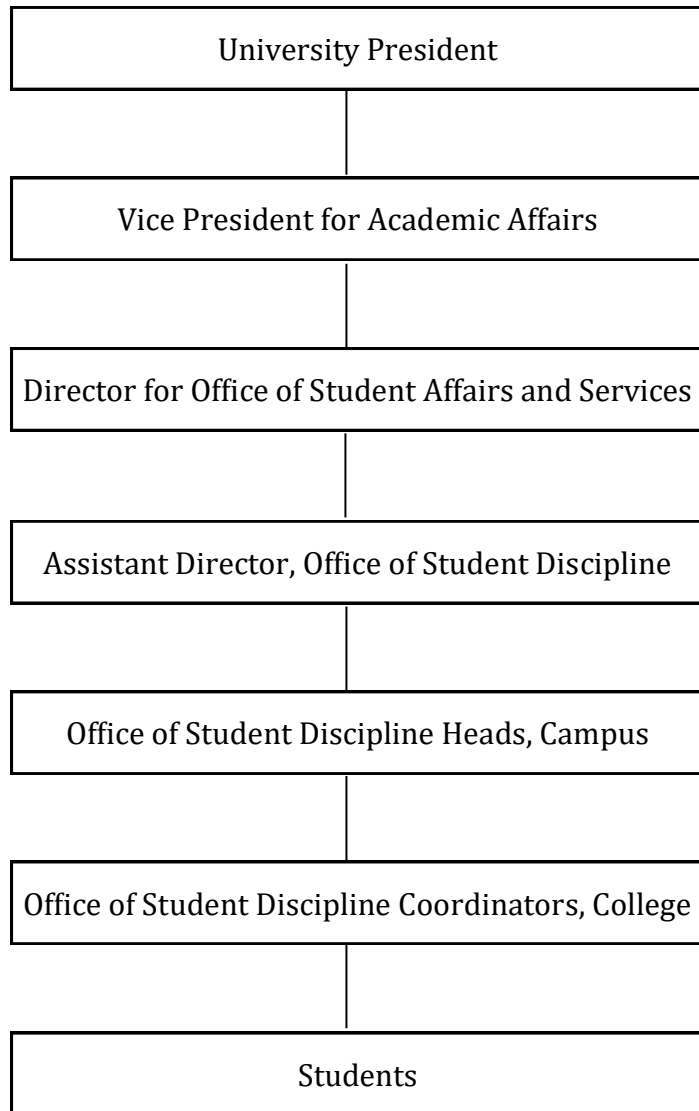 University President
Vice President for Academic Affairs
Director for Office of Student Affairs and Services
Assistant Director, Office of Student Discipline
Office of Student Discipline Heads, Campus
Office of Student Discipline Coordinators, College
Students